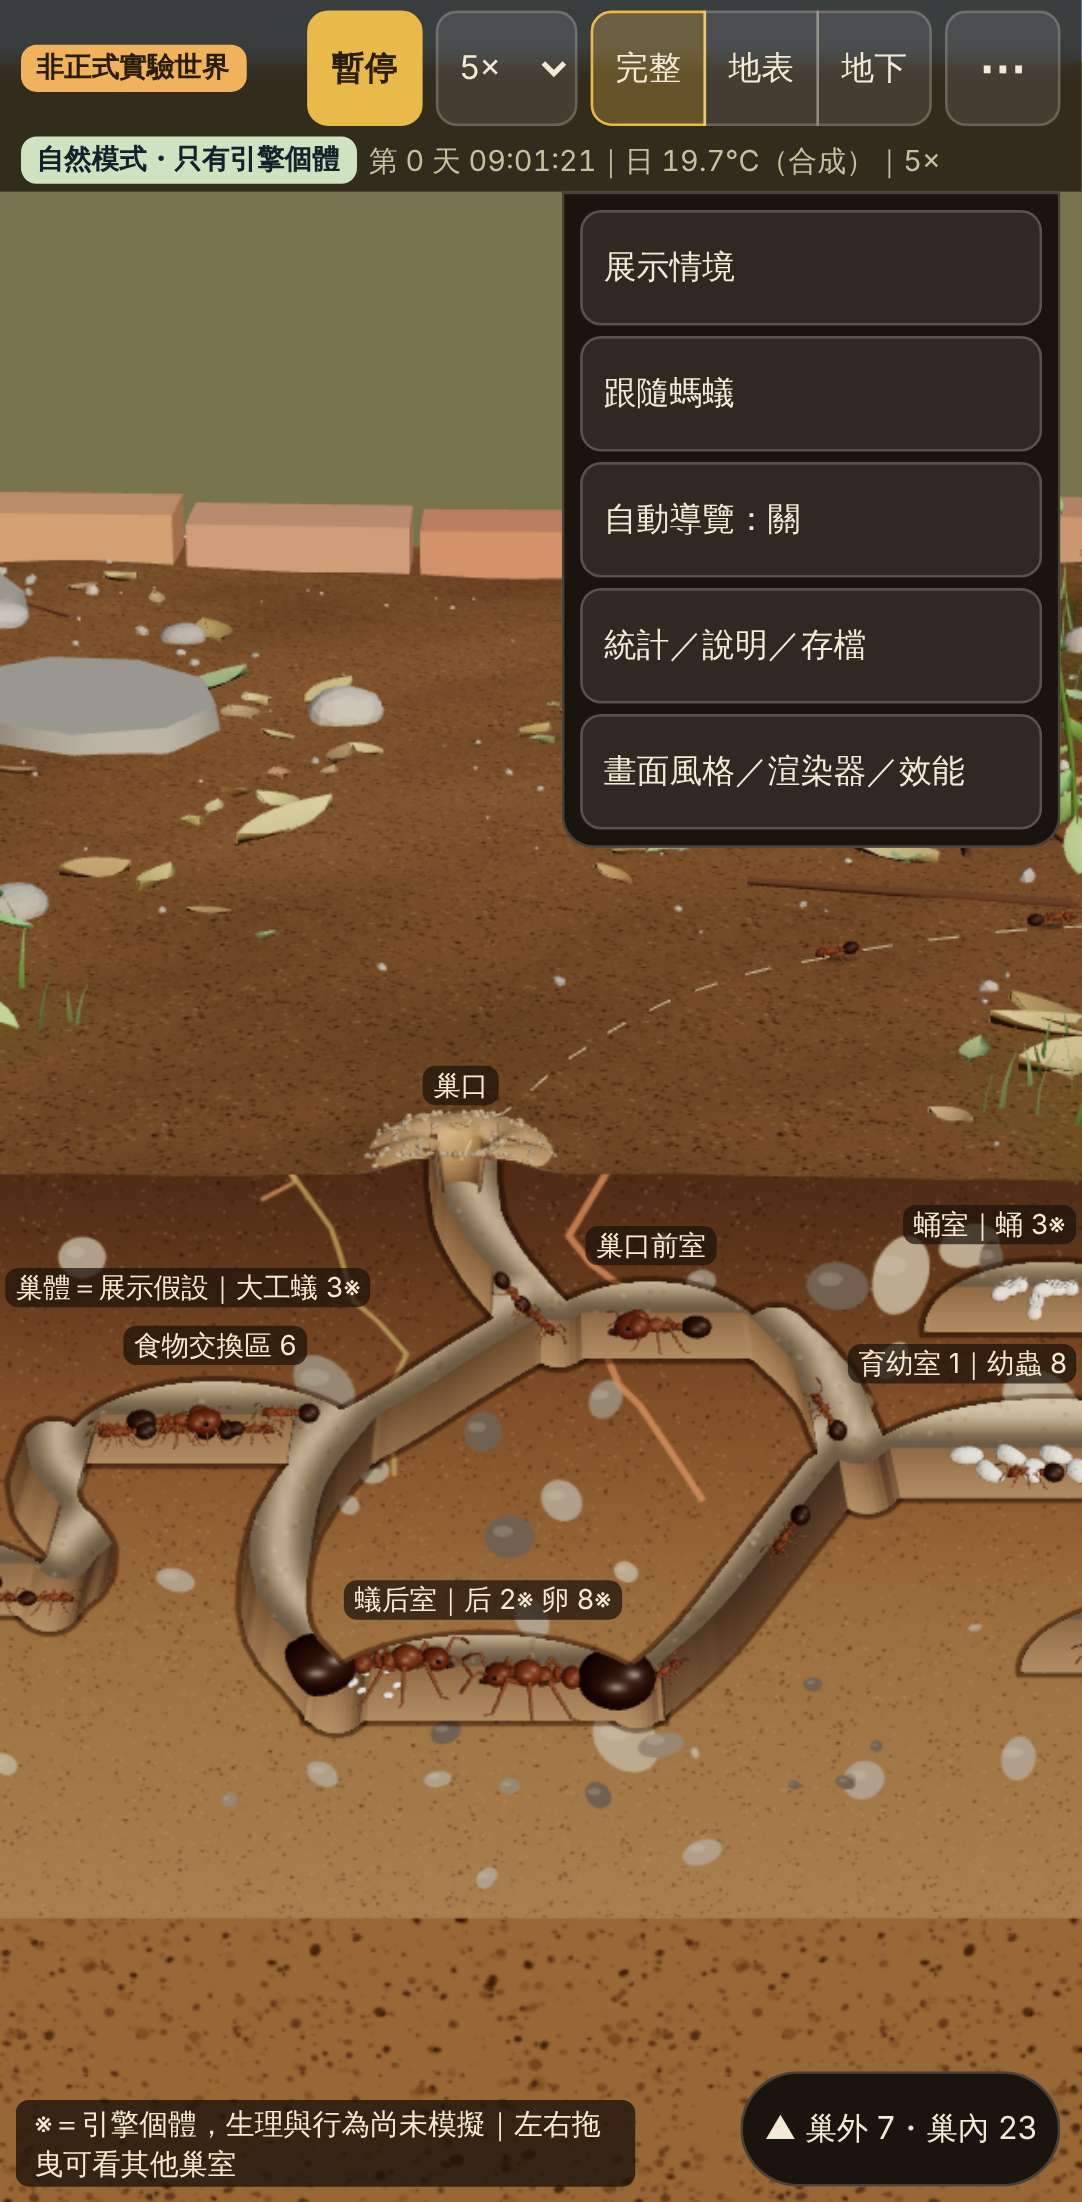 非正式實驗世界
暫停
5×
完整
地表
地下
…
自然模式・只有引擎個體
第 0 天 09:01:21｜日 19.7°C（合成）｜5×
展示情境
跟隨螞蟻
自動導覽：關
統計／說明／存檔
畫面風格／渲染器／效能
巢口
蛹室｜蛹 3※
巢口前室
巢體＝展示假設｜大工蟻 3※
食物交換區 6
育幼室 1｜幼蟲 8
蟻后室｜后 2※ 卵 8※
※＝引擎個體，生理與行為尚未模擬｜左右拖
曳可看其他巢室
▲ 巢外 7・巢內 23